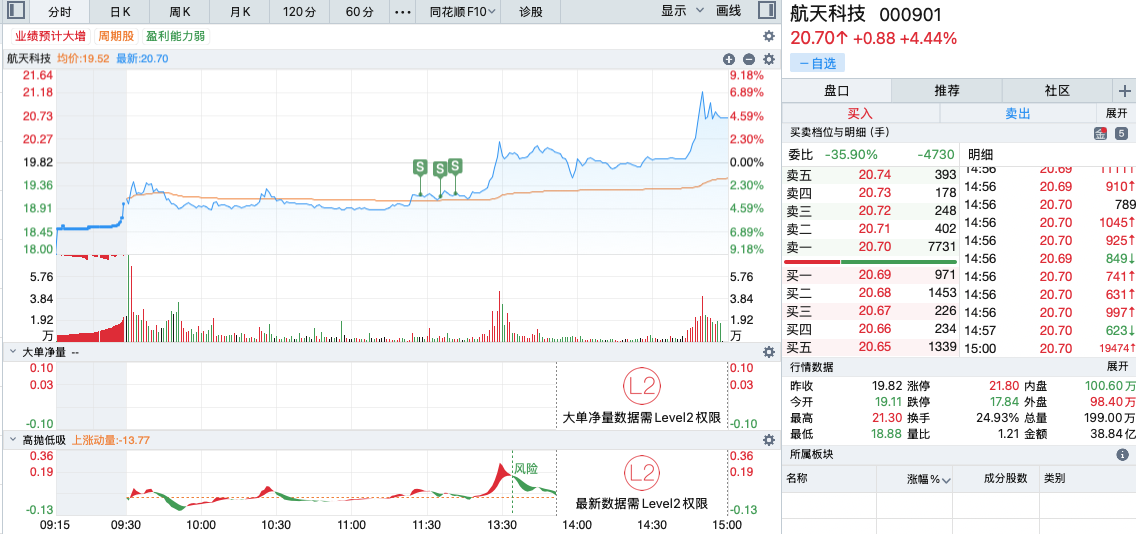 分时 日K 周K 月K 120分 60分 ••• 同花顺F10 诊股 显示 画线
业绩预计大增 周期股 盈利能力弱
航天科技 均价:19.52 最新:20.70
21.64 9.18%
21.18 6.89%
20.73 4.59%
20.27 2.30%
19.82 0.00%
S S S
19.36 2.30%
18.91 4.59%
18.45 6.89%
18.00 9.18%
5.76 5.76
3.84 3.84
1.92 1.92
万 万
大单净量 --
0.10 0.10
0.03 L2 0.03
大单净量数据需Level2权限
-0.10 -0.10
高抛低吸 上涨动量:-13.77
0.36 0.36
0.19 风险 L2 0.19
最新数据需Level2权限
-0.13 -0.13
09:15 09:30 10:00 10:30 11:00 11:30 13:30 14:00 14:30 15:00
航天科技 000901
20.70↑ +0.88 +4.44%
－自选
盘口 推荐 社区 +
买入 卖出 展开
买卖档位与明细 (手) 金 5
委比 -35.90% -4730
卖五 20.74 393
卖四 20.73 178
卖三 20.72 248
卖二 20.71 402
卖一 20.70 7731
买一 20.69 971
买二 20.68 1453
买三 20.67 226
买四 20.66 234
买五 20.65 1339
明细
14:56 20.69
14:56 20.69 910↑
14:56 20.70 789
14:56 20.70 1045↑
14:56 20.70 925↑
14:56 20.69 849↓
14:56 20.70 741↑
14:56 20.70 631↑
14:56 20.70 997↑
14:57 20.70 623↓
15:00 20.70 19474↑
行情数据 展开
昨收 19.82 涨停 21.80 内盘 100.60万
今开 19.11 跌停 17.84 外盘 98.40万
最高 21.30 换手 24.93% 总量 199.00万
最低 18.88 量比 1.21 金额 38.84亿
所属板块
名称 涨幅% 成分股数 类别